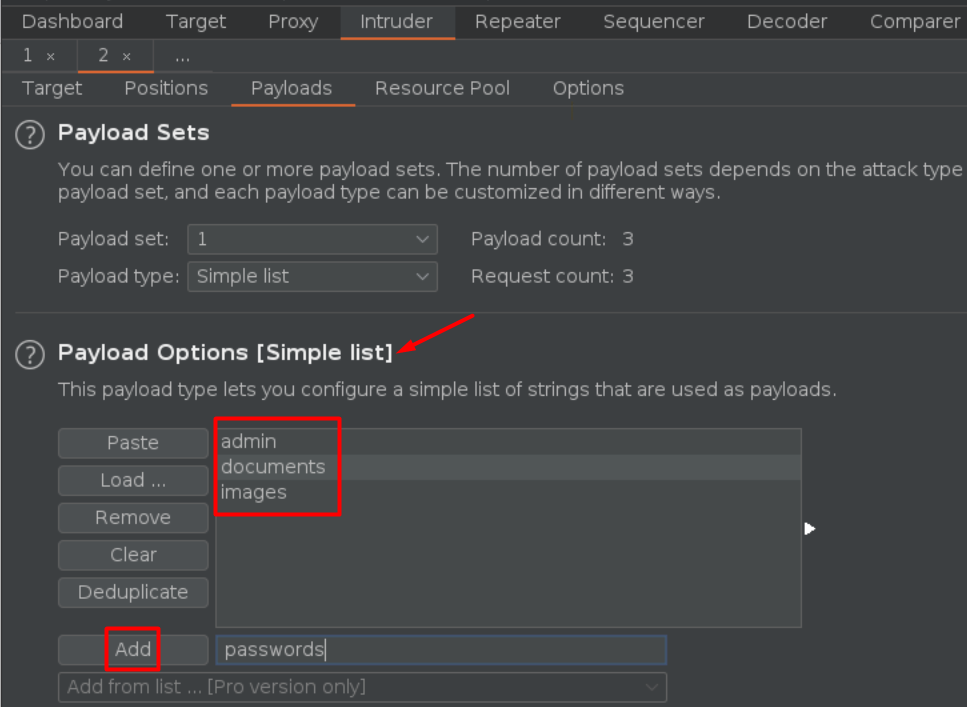 Dashboard Target Proxy Intruder Repeater Sequencer Decoder Comparer
1 × 2 × ...
Target Positions Payloads Resource Pool Options
? Payload Sets
You can define one or more payload sets. The number of payload sets depends on the attack type
payload set, and each payload type can be customized in different ways.
Payload set: 1 Payload count: 3
Payload type: Simple list Request count: 3
? Payload Options [Simple list]
This payload type lets you configure a simple list of strings that are used as payloads.
Paste admin
Load ... documents
Remove images
Clear
Deduplicate
Add passwords
Add from list ... [Pro version only]